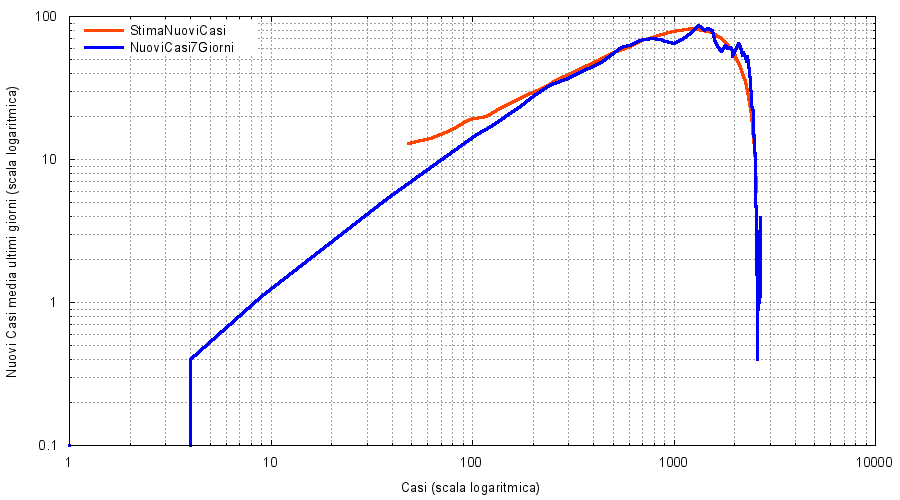 100
10
1
0.1
StimaNuoviCasi
NuoviCasi7Giorni
Nuovi Casi media ultimi giorni (scala logaritmica)
1
10
100
1000
10000
Casi (scala logaritmica)